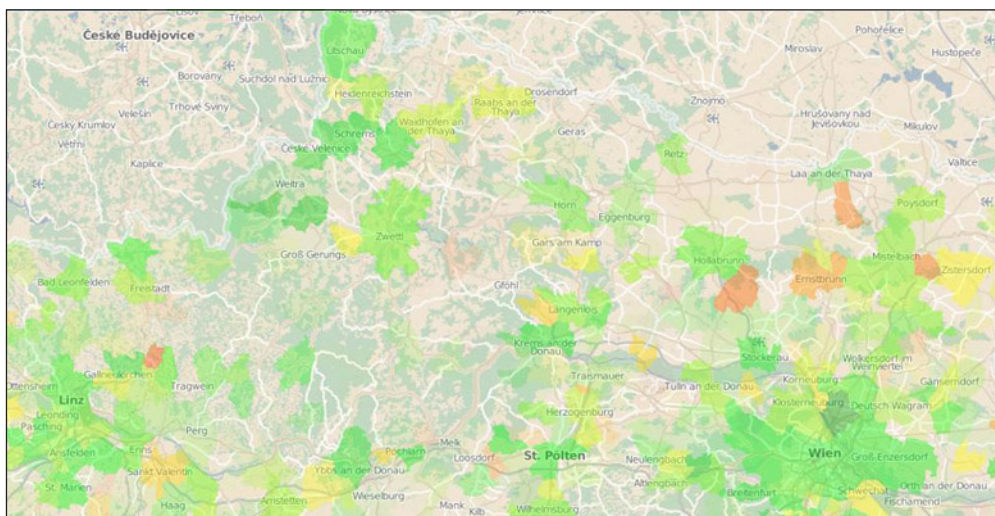 České Budějovice
Lišov
Třeboň
Jemnice
Pohořelice
Hustopeče
Miroslav
Litschau
Borovany
Suchdol nad Lužnic
Trhové Sviny
Velešín
Český Krumlov
Větřní
Kaplice
Heidenreichstein
Raabs an der
Thaya
Drosendorf
Znojmo
Hrušovany nad
Jevišovkou
Mikulov
Valtice
Waidhofen an
der Thaya
Schrems
České Velenice
Geras
Retz
Laa an der Thaya
Weitra
Horn
Eggenburg
Poysdorf
Zwettl
Groß Gerungs
Gars am Kamp
Hollabrunn
Mistelbach
Zistersdorf
Ernstbrunn
Bad Leonfelden
Freistadt
Gföhl
Langenlois
Krems an der
Donau
Stockerau
Wolkersdorf im
Weinviertel
Gallneukirchen
Ottensheim
Tragwein
Traismauer
Tulln an der Donau
Korneuburg
Gänserndorf
Linz
Leonding
Pasching
Ansfelden
Perg
Enns
Herzogenburg
Klosterneuburg
Deutsch Wagram
Melk
Pöchlarn
Loosdorf
St. Pölten
Neulengbach
Wien
Groß-Enzersdorf
Sankt Valentin
Ybbs an der Donau
St. Marien
Haag
Amstetten
Wieselburg
Mank
Kilb
Wilhelmsburg
Altlengbach
Breitenfurt
Schwechat
Orth an der Donau
Fischamend